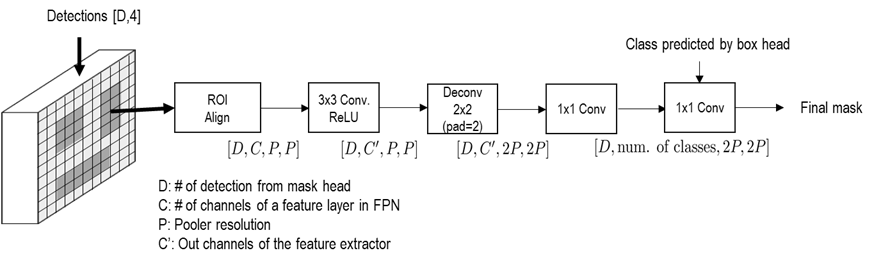 Detections [D,4]
Class predicted by box head
ROI
Align
3x3 Conv.
ReLU
Deconv
2x2
(pad=2)
1x1 Conv
1x1 Conv
Final mask
[D, C, P, P]
[D, C′, P, P]
[D, C′, 2P, 2P]
[D, num. of classes, 2P, 2P]
D: # of detection from mask head
C: # of channels of a feature layer in FPN
P: Pooler resolution
C': Out channels of the feature extractor